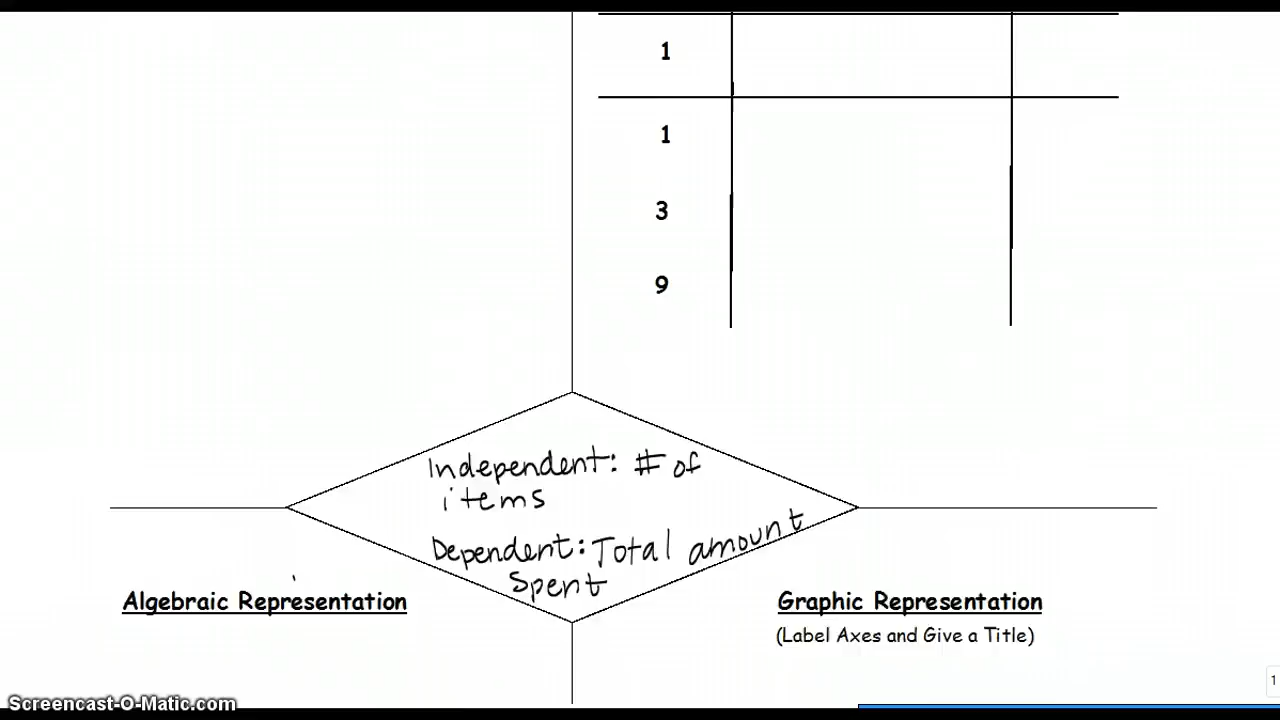 1
1
3
9
Independent: # of
items
Dependent: Total amount
Spent
Algebraic Representation
Graphic Representation
(Label Axes and Give a Title)
1
Screencast-O-Matic.com